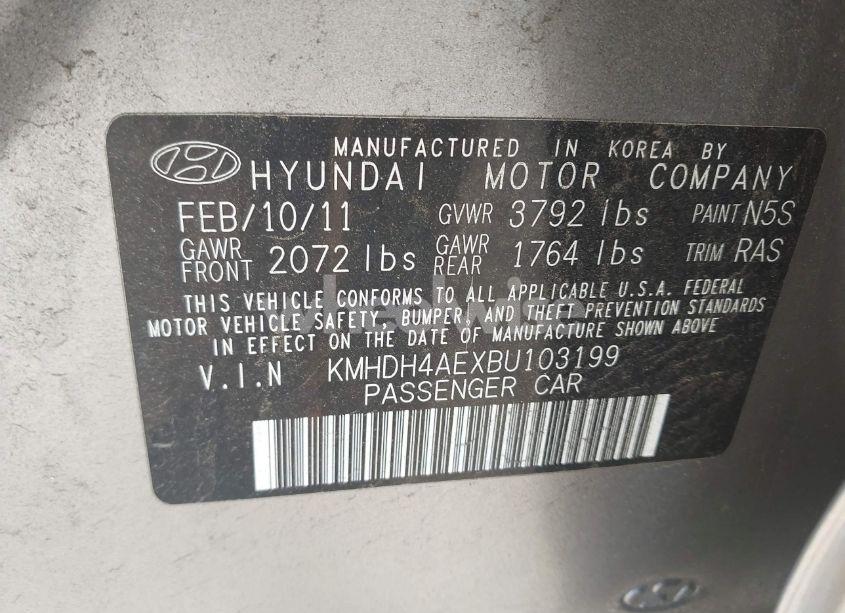 MANUFACTURED IN KOREA BY
HYUNDAI MOTOR COMPANY
FEB/10/11 GVWR 3792 lbs PAINT N5S
GAWR FRONT 2072 lbs GAWR REAR 1764 lbs TRIM RAS
THIS VEHICLE CONFORMS TO ALL APPLICABLE U.S.A. FEDERAL
MOTOR VEHICLE SAFETY, BUMPER, AND THEFT PREVENTION STANDARDS
IN EFFECT ON THE DATE OF MANUFACTURE SHOWN ABOVE
V.I.N KMHDH4AEXBU103199
PASSENGER CAR